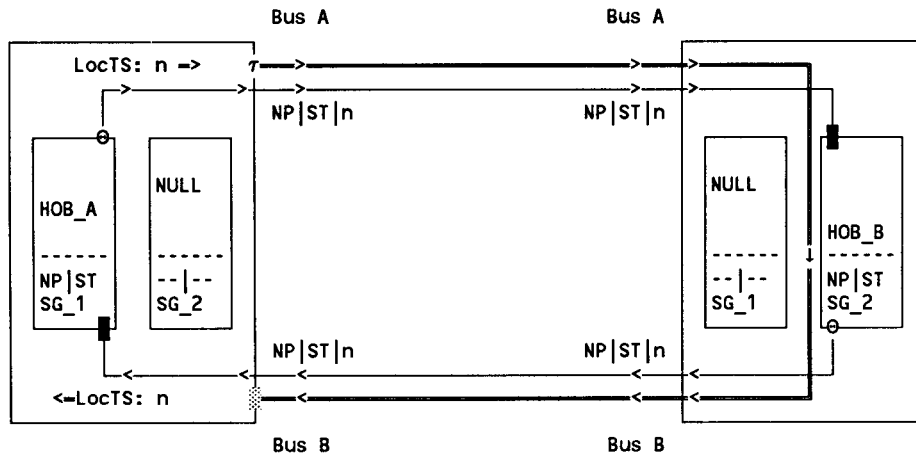 Bus A Bus A
LocTS: n => τ
NP|ST|n NP|ST|n
NULL NULL
HOB_A HOB_B
------ ------ ------ ------
NP|ST --|-- --|-- NP|ST
SG_1 SG_2 SG_1 SG_2
NP|ST|n NP|ST|n
<=LocTS: n
Bus B Bus B